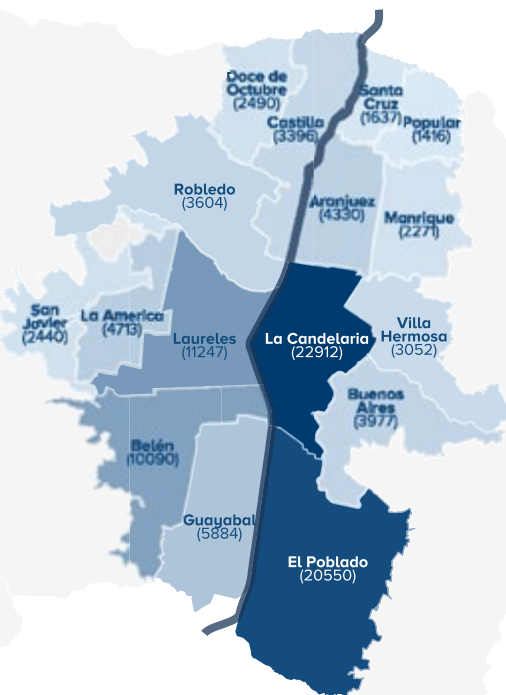 Doce de
Octubre
(2490)
Santa
Cruz
(1637)
Castilla
(3396)
Popular
(1416)
Robledo
(3604)
Aranjuez
(4330)
Manrique
(2271)
San
Javier
(2440)
La America
(4713)
Laureles
(11247)
La Candelaria
(22912)
Villa
Hermosa
(3052)
Buenos
Aires
(3977)
Belén
(10090)
Guayabal
(5884)
El Poblado
(20550)